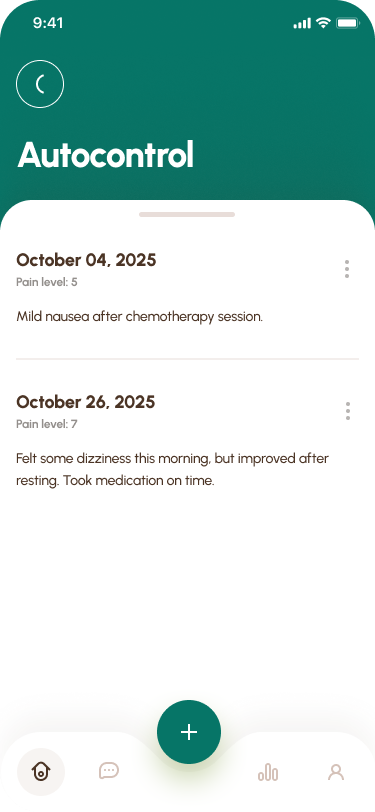 9:41
Autocontrol
October 04, 2025
Pain level: 5
Mild nausea after chemotherapy session.
October 26, 2025
Pain level: 7
Felt some dizziness this morning, but improved after
resting. Took medication on time.